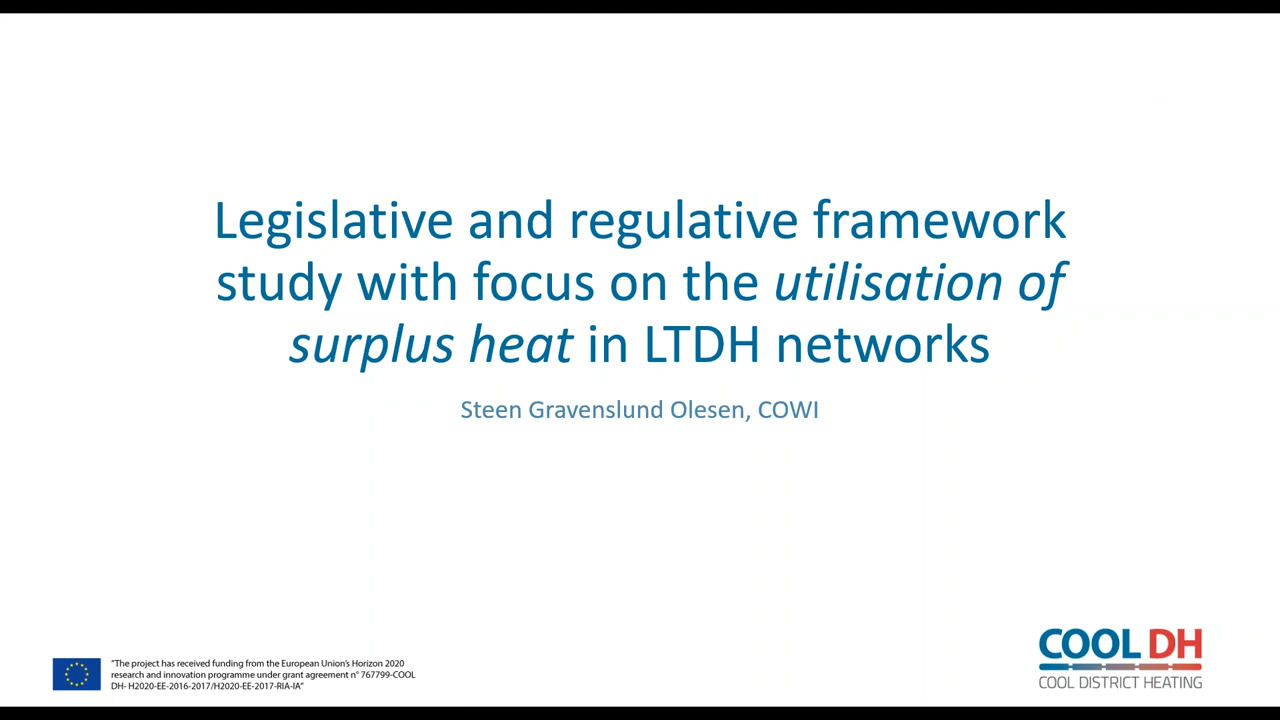 Legislative and regulative framework
study with focus on the utilisation of
surplus heat in LTDH networks
Steen Gravenslund Olesen, COWI
"The project has received funding from the European Union's Horizon 2020
research and innovation programme under grant agreement n° 767799-COOL
DH- H2020-EE-2016-2017/H2020-EE-2017-RIA-IA"
COOL DH
COOL DISTRICT HEATING